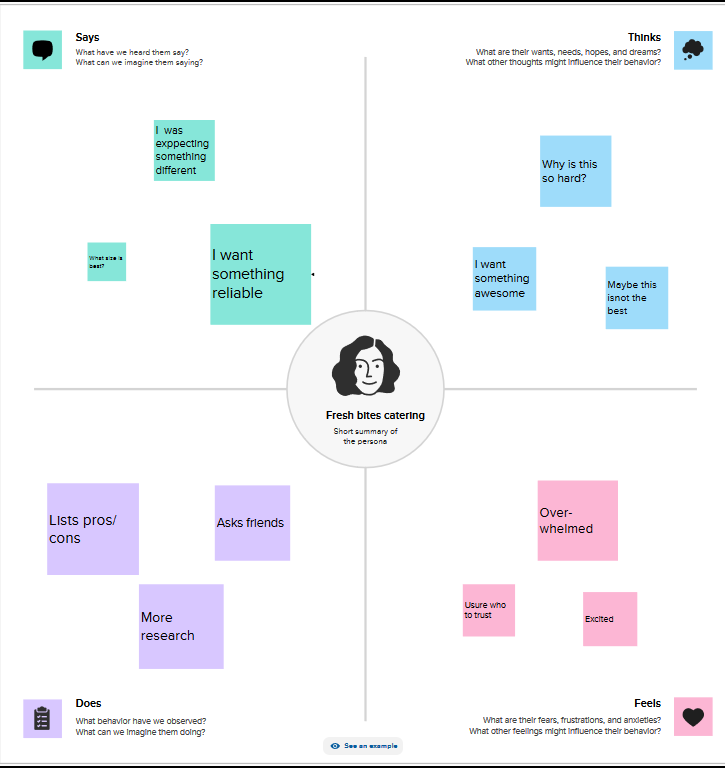 Says
What have we heard them say?
What can we imagine them saying?
Thinks
What are their wants, needs, hopes, and dreams?
What other thoughts might influence their behavior?
I  was
exppecting
something
different
What size is
best?
I want
something
reliable
Why is this
so hard?
I want
something
awesome
Maybe this
isnot the
best
Fresh bites catering
Short summary of
the persona
Lists pros/
cons
Asks friends
More
research
Over-
whelmed
Usure who
to trust
Excited
Does
What behavior have we observed?
What can we imagine them doing?
Feels
What are their fears, frustrations, and anxieties?
What other feelings might influence their behavior?
See an example